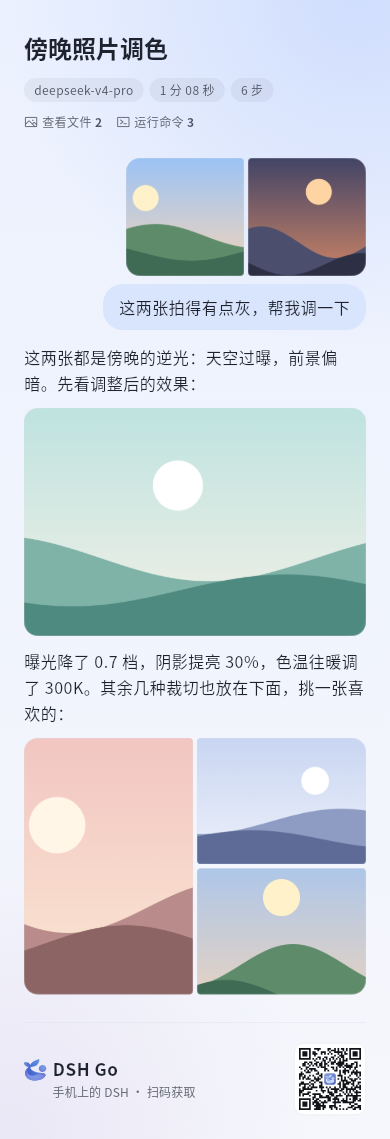 傍晚照片调色
deepseek-v4-pro 1 分 08 秒 6 步
查看文件 2 运行命令 3
这两张拍得有点灰，帮我调一下
这两张都是傍晚的逆光：天空过曝，前景偏
暗。先看调整后的效果：
曝光降了 0.7 档，阴影提亮 30%，色温往暖调
了 300K。其余几种裁切也放在下面，挑一张喜
欢的：
DSH Go
手机上的 DSH · 扫码获取